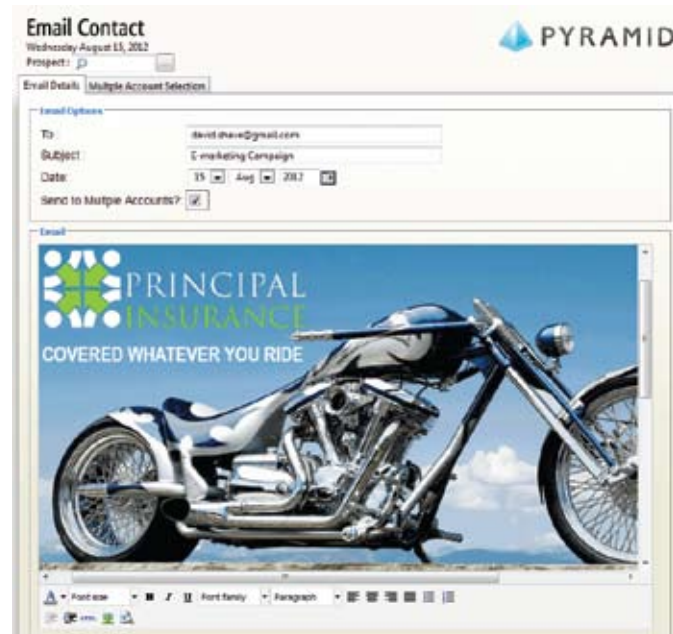 Email Contact
Wednesday August 15, 2012
Prospect:
PYRAMID
Email Details Multiple Account Selection
Email Options
To
david.shave@gmail.com
Subject:
E-marketing Campaign
Date:
15 Aug 2012
Send to Multiple Accounts?
Email
PRINCIPAL
INSURANCE
COVERED WHATEVER YOU RIDE
A Font size B I U Font family Paragraph
HTML